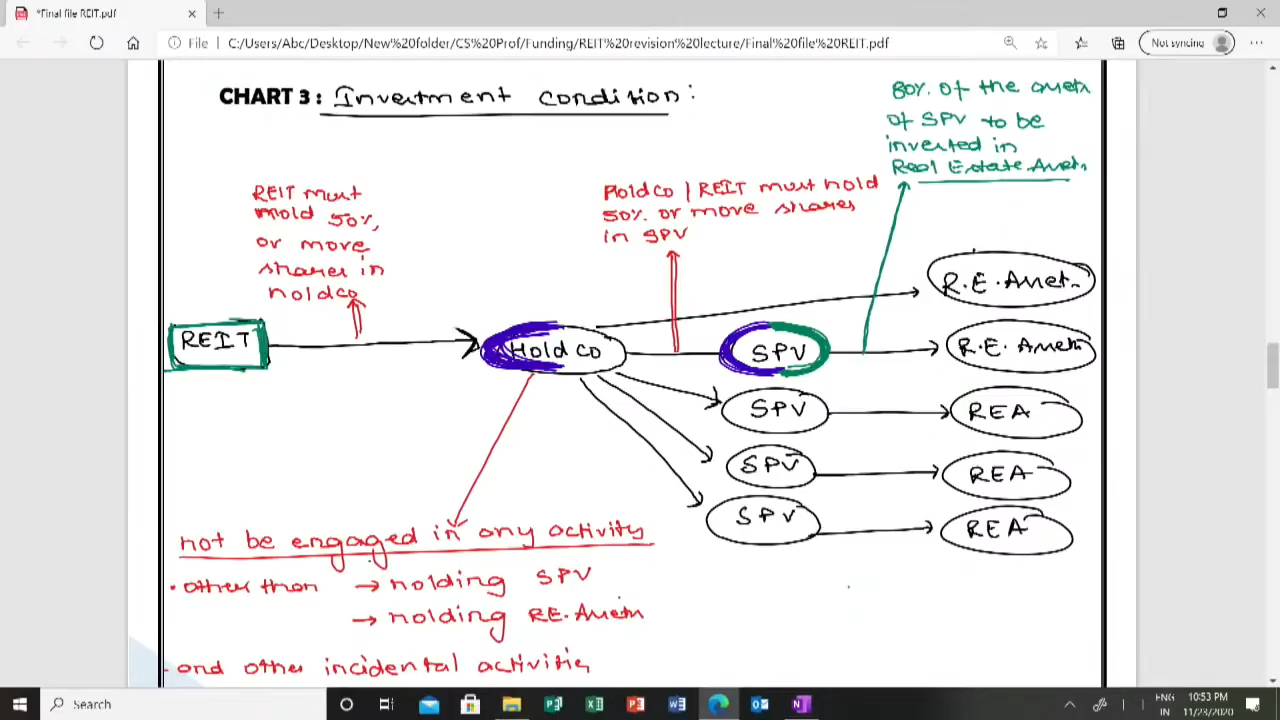 *Final file REIT.pdf
File
C:/Users/Abc/Desktop/New%20folder/CS%20Prof/Funding/REIT%20revision%20lecture/Final%20file%20REIT.pdf
Not syncing
CHART 3 : Investment condition :
80% of the assets
of SPV to be
invested in
Real Estate Assets
REIT must
hold 50%
or more
shares in
holdco
HoldCo | REIT must hold
50% or more shares
in SPV
REIT
HoldCo
R.E. Asset.
SPV
R.E. Assets
SPV
REA
SPV
REA
SPV
REA
not be engaged in any activity
• other than → holding SPV
→ holding RE. Assets
• and other incidental activities
Search
ENG
IN
10:53 PM
11/23/2020